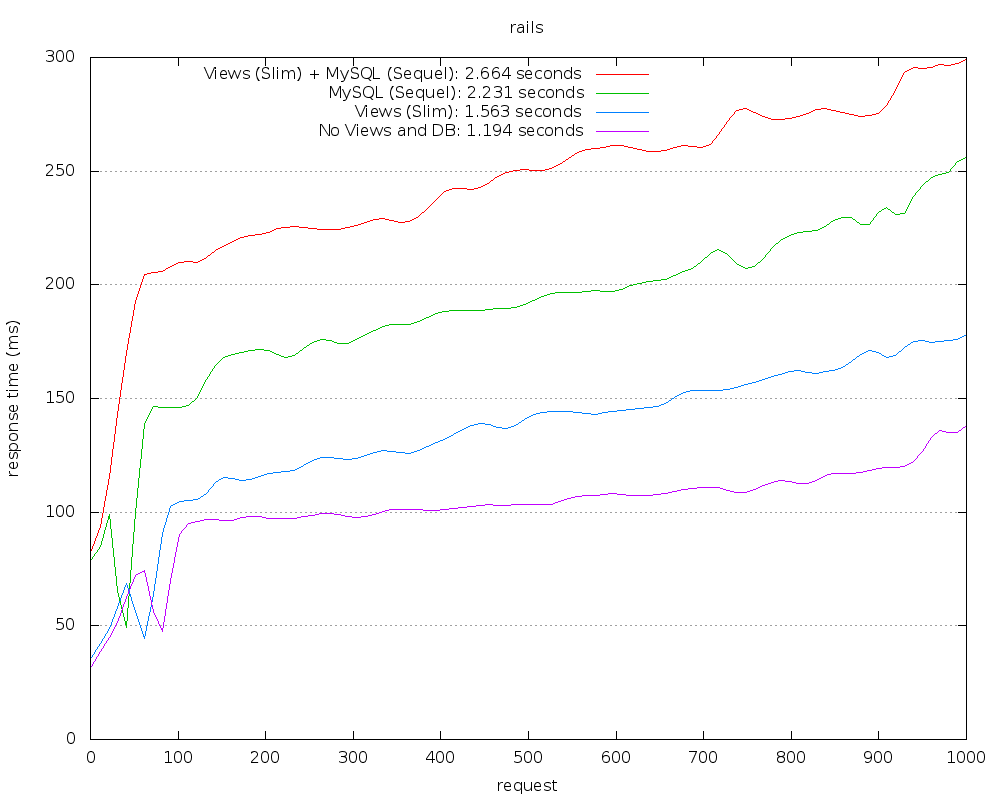 rails
300
250
200
150
100
50
0
response time (ms)
Views (Slim) + MySQL (Sequel): 2.664 seconds
MySQL (Sequel): 2.231 seconds
Views (Slim): 1.563 seconds
No Views and DB: 1.194 seconds
0 100 200 300 400 500 600 700 800 900 1000
request